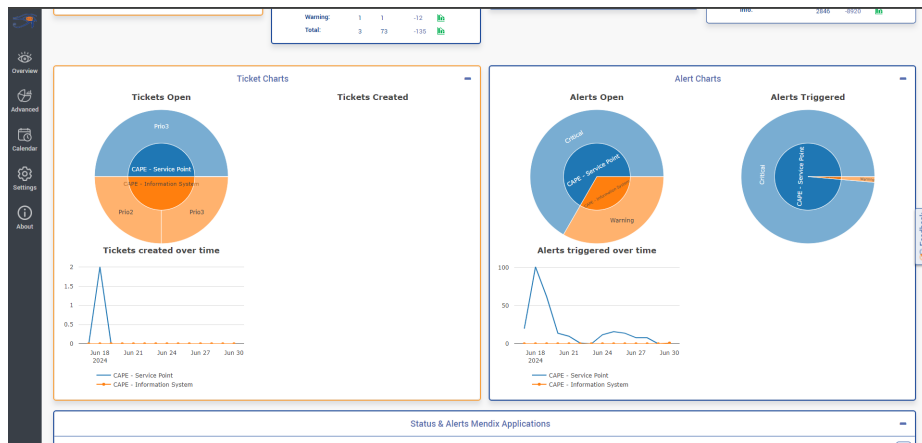 Warning: 1 1 -12
Total: 3 73 -135
Info: 2846 -8920
Overview
Advanced
Calendar
Settings
About
Ticket Charts
Tickets Open
Tickets Created
Prio3
CAPE - Service Point
CAPE - Information System
Prio2
Prio3
Tickets created over time
2
1.5
1
0.5
0
Jun 18
2024
Jun 21
Jun 24
Jun 27
Jun 30
CAPE - Service Point
CAPE - Information System
Alert Charts
Alerts Open
Alerts Triggered
Critical
CAPE - Service Point
CAPE - Information System
Warning
Critical
CAPE - Service Point
Warning
Alerts triggered over time
100
50
0
Jun 18
2024
Jun 21
Jun 24
Jun 27
Jun 30
CAPE - Service Point
CAPE - Information System
Feedback
Status & Alerts Mendix Applications